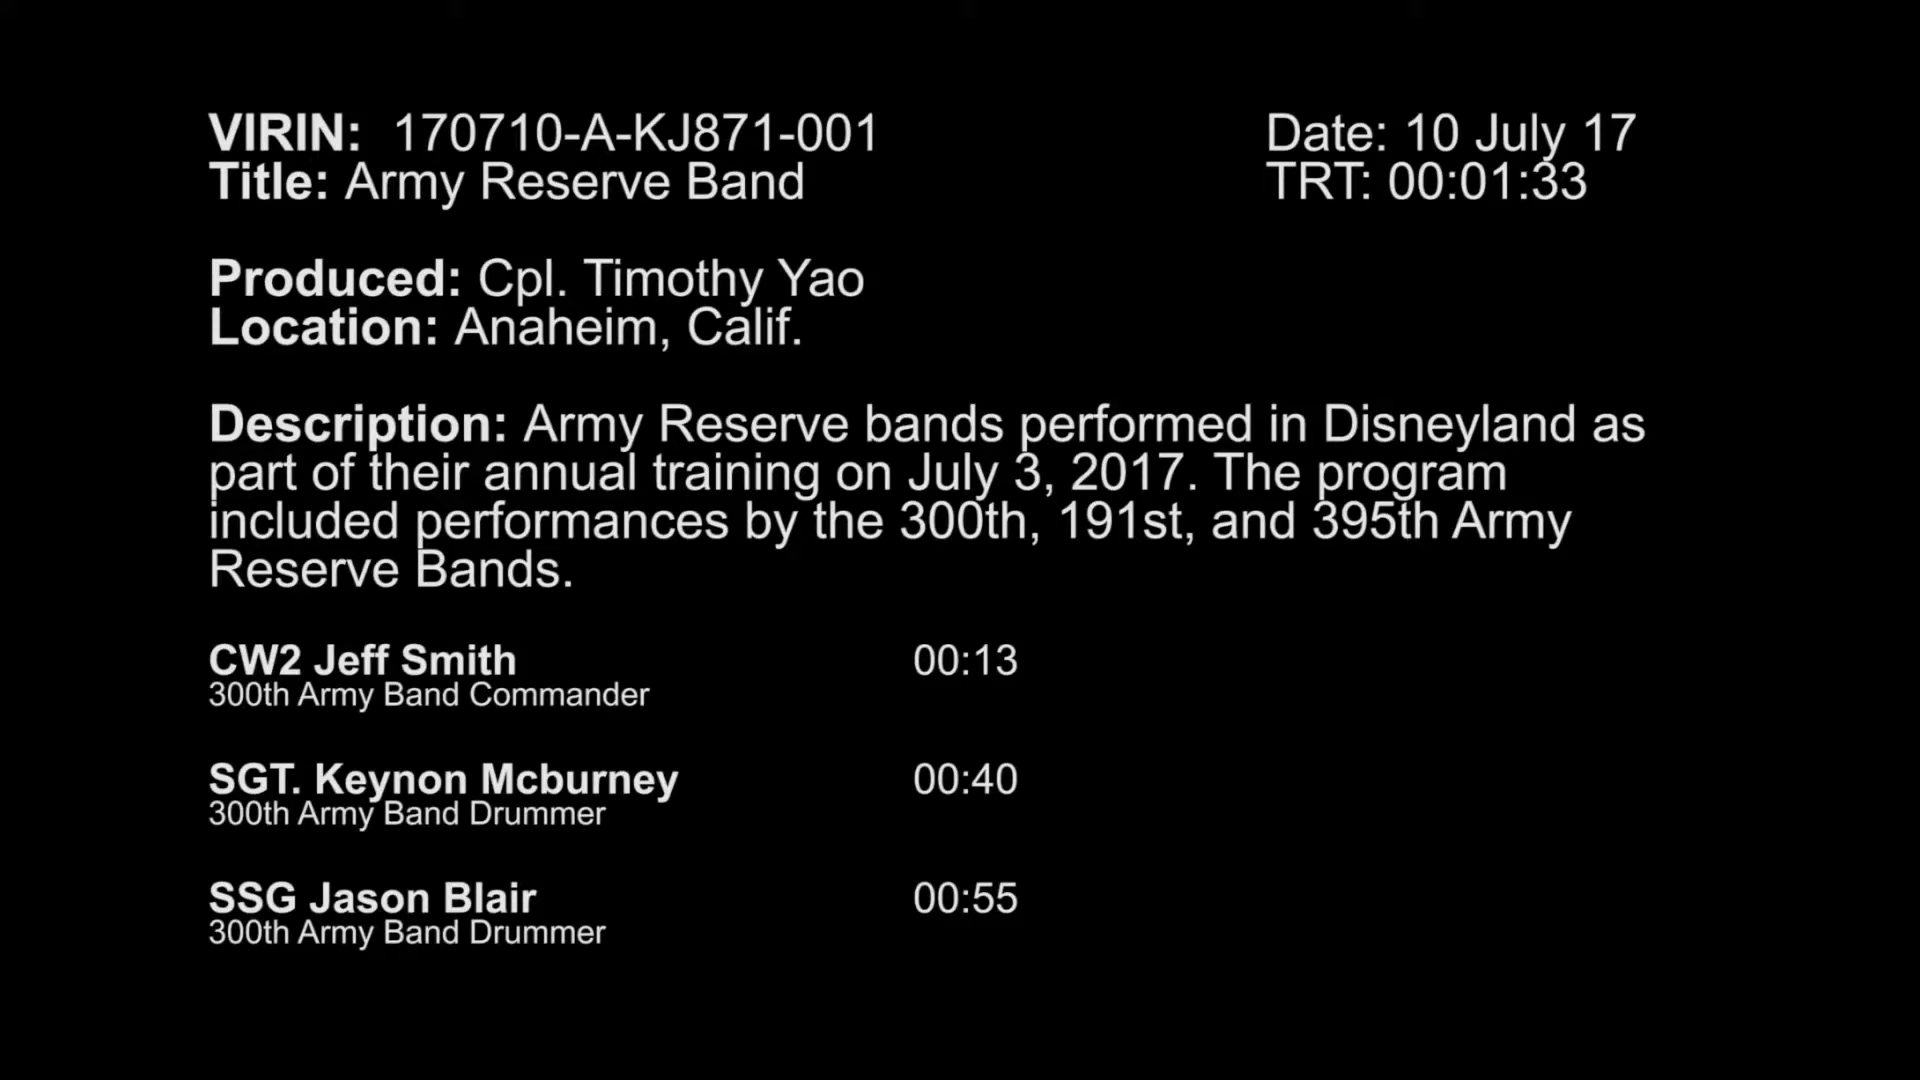 VIRIN: 170710-A-KJ871-001
Date: 10 July 17
Title: Army Reserve Band
TRT: 00:01:33
Produced: Cpl. Timothy Yao
Location: Anaheim, Calif.
Description: Army Reserve bands performed in Disneyland as
part of their annual training on July 3, 2017. The program
included performances by the 300th, 191st, and 395th Army
Reserve Bands.
CW2 Jeff Smith 00:13
300th Army Band Commander
SGT. Keynon Mcburney 00:40
300th Army Band Drummer
SSG Jason Blair 00:55
300th Army Band Drummer